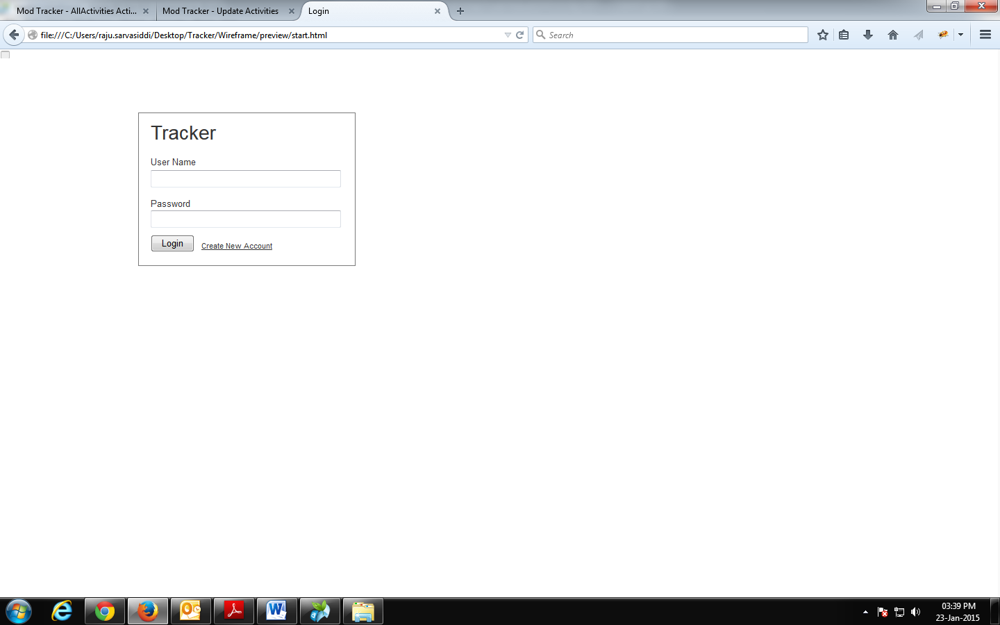 Mod Tracker - AllActivities Acti...
Mod Tracker - Update Activities
Login
file:///C:/Users/raju.sarvasiddi/Desktop/Tracker/Wireframe/preview/start.html
Search
Tracker
User Name
Password
Login
Create New Account
03:39 PM
23-Jan-2015